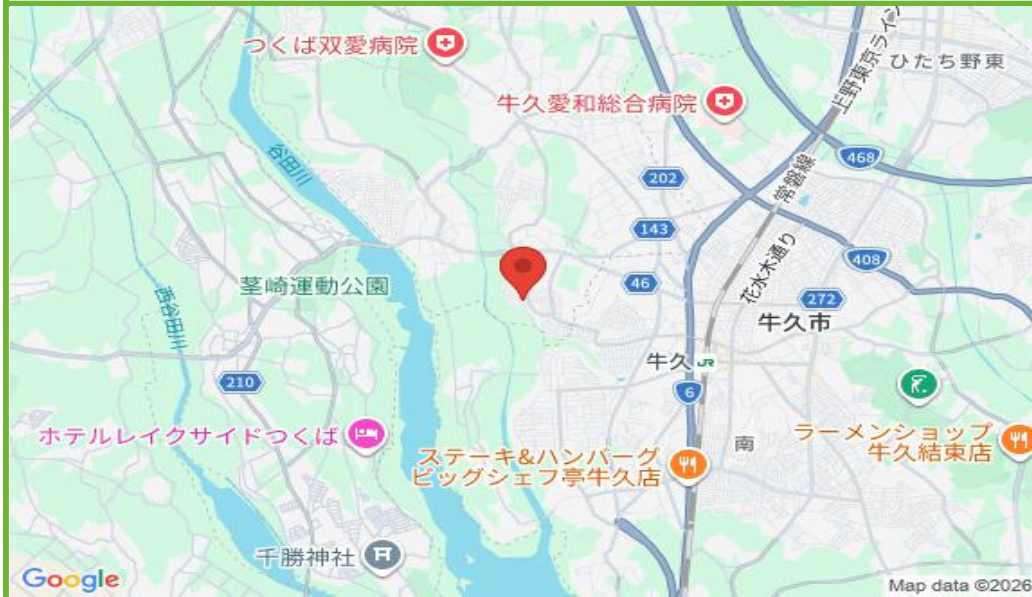 つくば双愛病院
上野東京ライン
ひたち野東
牛久愛和総合病院
谷田川
468
常磐線
202
143
花水木通り
408
茎崎運動公園
46
272
西谷田川
牛久市
210
牛久 JR
6
ホテルレイクサイドつくば
ステーキ&ハンバーグ
ビッグシェフ亭牛久店
南
ラーメンショップ
牛久結束店
千勝神社
Google
Map data ©2026